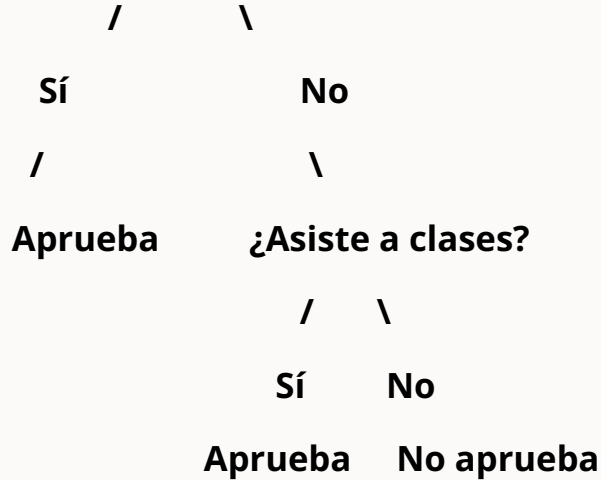 / \
Sí No
/ \
Aprueba ¿Asiste a clases?
/ \
Sí No
Aprueba No aprueba